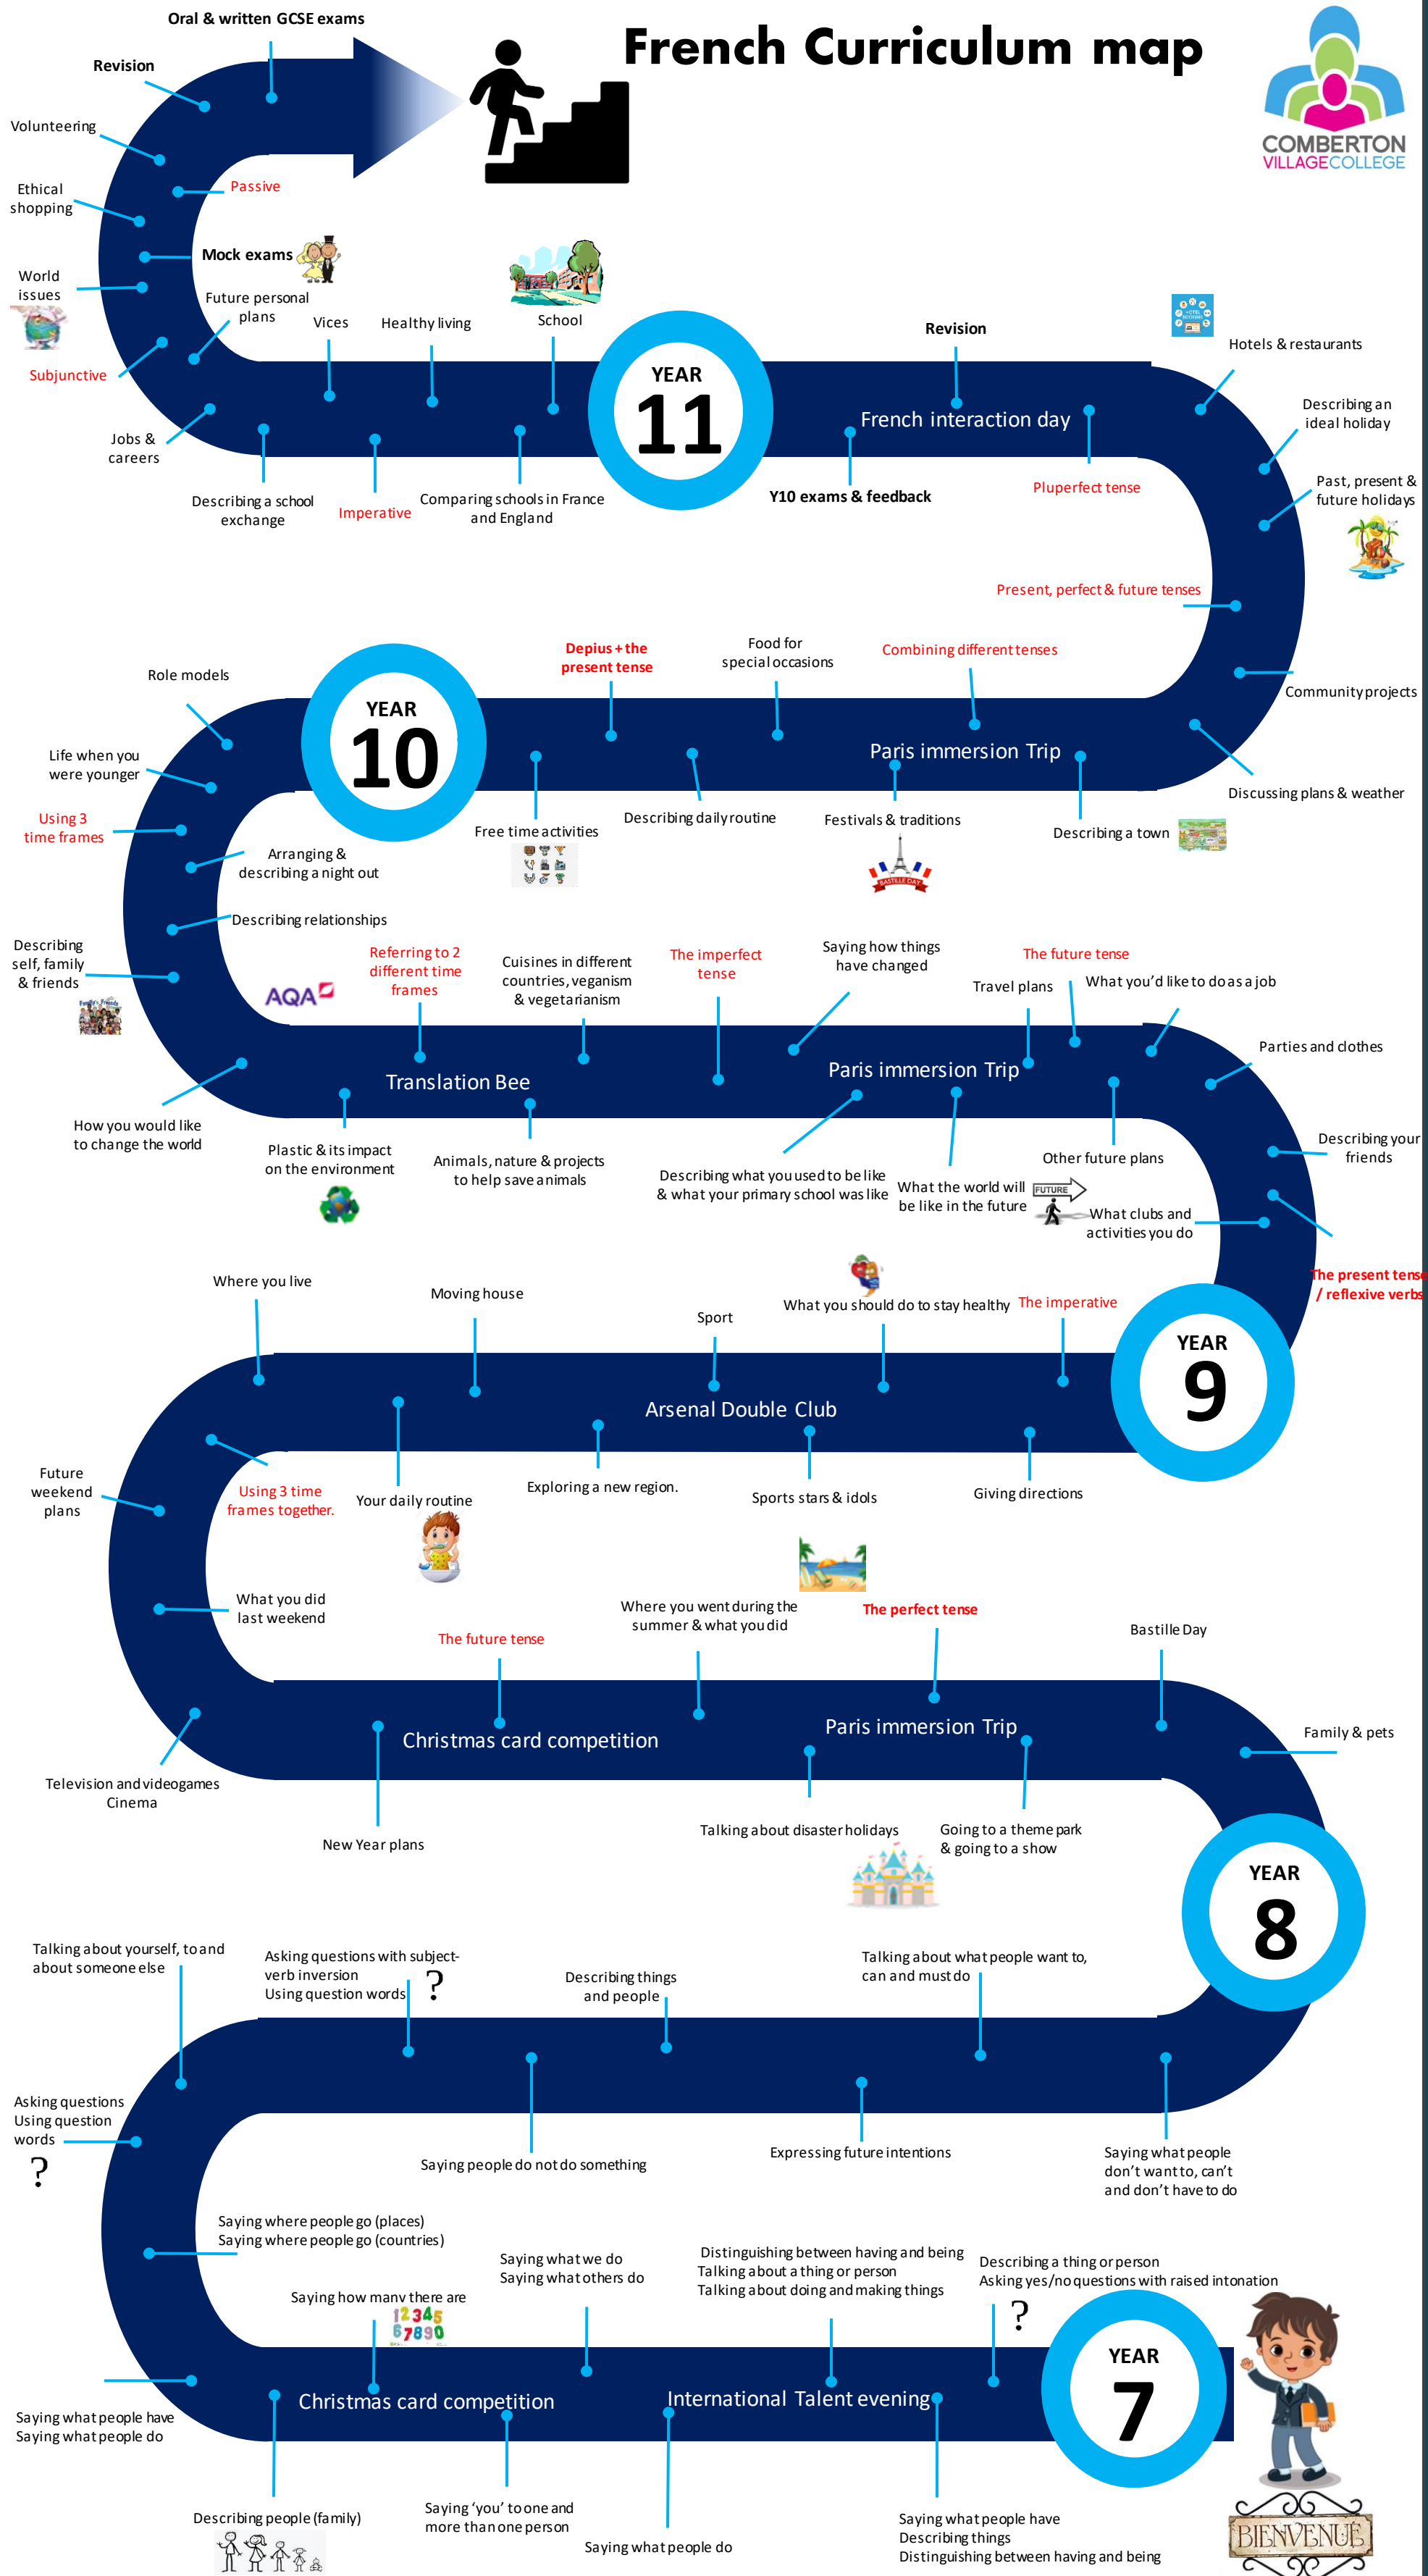 Oral & written GCSE exams
French Curriculum map
COMBERTON
VILLAGECOLLEGE
Revision
Volunteering
Passive
Ethical
shopping
Mock exams
World
issues
Future personal
plans
Vices
Healthy living
School
Subjunctive
Jobs &
careers
Describing a school
exchange
Imperative
Comparing schools in France
and England
YEAR
11
Revision
French interaction day
Y10 exams & feedback
Pluperfect tense
Hotels & restaurants
Describing an
ideal holiday
Past, present &
future holidays
Present, perfect & future tenses
Community projects
Discussing plans & weather
Role models
YEAR
10
Depius + the
present tense
Food for
special occasions
Combining different tenses
Paris immersion Trip
Life when you
were younger
Free time activities
Describing daily routine
Festivals & traditions
BASTILLE DAY
Describing a town
Using 3
time frames
Arranging &
describing a night out
Describing relationships
Describing
self, family
& friends
AQA
Referring to 2
different time
frames
Cuisines in different
countries, veganism
& vegetarianism
The imperfect
tense
Saying how things
have changed
The future tense
Travel plans
What you'd like to do as a job
Parties and clothes
Translation Bee
Paris immersion Trip
How you would like
to change the world
Plastic & its impact
on the environment
Animals, nature & projects
to help save animals
Describing what you used to be like
& what your primary school was like
What the world will
be like in the future
FUTURE
Other future plans
Describing your
friends
What clubs and
activities you do
The present tense
/ reflexive verbs
Where you live
Moving house
Sport
What you should do to stay healthy
The imperative
YEAR
9
Arsenal Double Club
Future
weekend
plans
Using 3 time
frames together.
Your daily routine
Exploring a new region.
Sports stars & idols
Giving directions
What you did
last weekend
The future tense
Where you went during the
summer & what you did
The perfect tense
Bastille Day
Family & pets
Christmas card competition
Paris immersion Trip
Television and videogames
Cinema
New Year plans
Talking about disaster holidays
Going to a theme park
& going to a show
YEAR
8
Talking about yourself, to and
about someone else
Asking questions with subject-
verb inversion
Using question words
?
Describing things
and people
Talking about what people want to,
can and must do
Asking questions
Using question
words
?
Saying people do not do something
Expressing future intentions
Saying what people
don't want to, can't
and don't have to do
Saying where people go (places)
Saying where people go (countries)
Saying how many there are
12345
67890
Saying what we do
Saying what others do
Distinguishing between having and being
Talking about a thing or person
Talking about doing and making things
Describing a thing or person
Asking yes/no questions with raised intonation
?
YEAR
7
Christmas card competition
International Talent evening
Saying what people have
Saying what people do
Describing people (family)
Saying 'you' to one and
more than one person
Saying what people do
Saying what people have
Describing things
Distinguishing between having and being
BIENVENUE